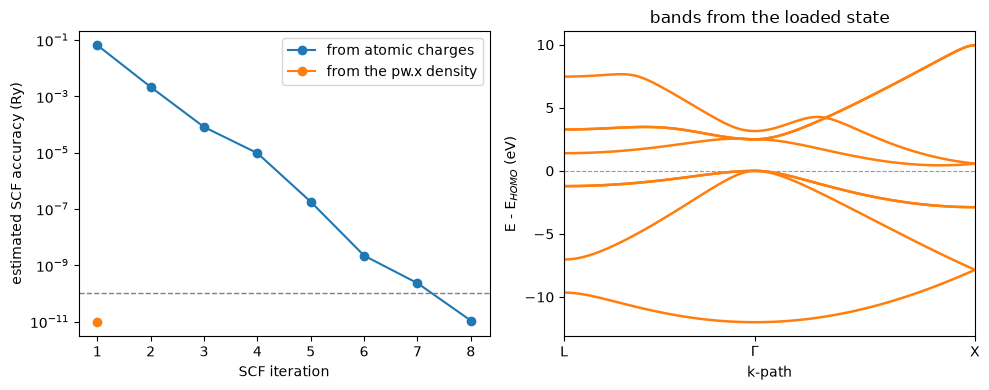 estimated SCF accuracy (Ry)
10⁻¹
10⁻³
10⁻⁵
10⁻⁷
10⁻⁹
10⁻¹¹
from atomic charges
from the pw.x density
1 2 3 4 5 6 7 8
SCF iteration
bands from the loaded state
E - E_HOMO (eV)
10
5
0
−5
−10
L Γ X
k-path